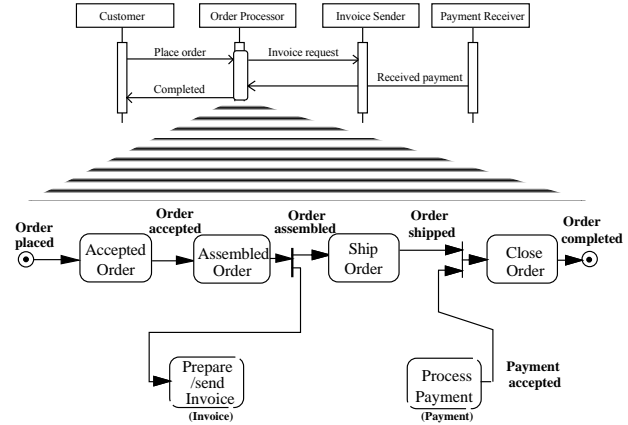 Customer
Order Processor
Invoice Sender
Payment Receiver
Place order
Invoice request
Received payment
Completed
Order
placed
Order
accepted
Order
assembled
Order
shipped
Order
completed
Accepted
Order
Assembled
Order
Ship
Order
Close
Order
Prepare
/send
Invoice
(Invoice)
Process
Payment
(Payment)
Payment
accepted